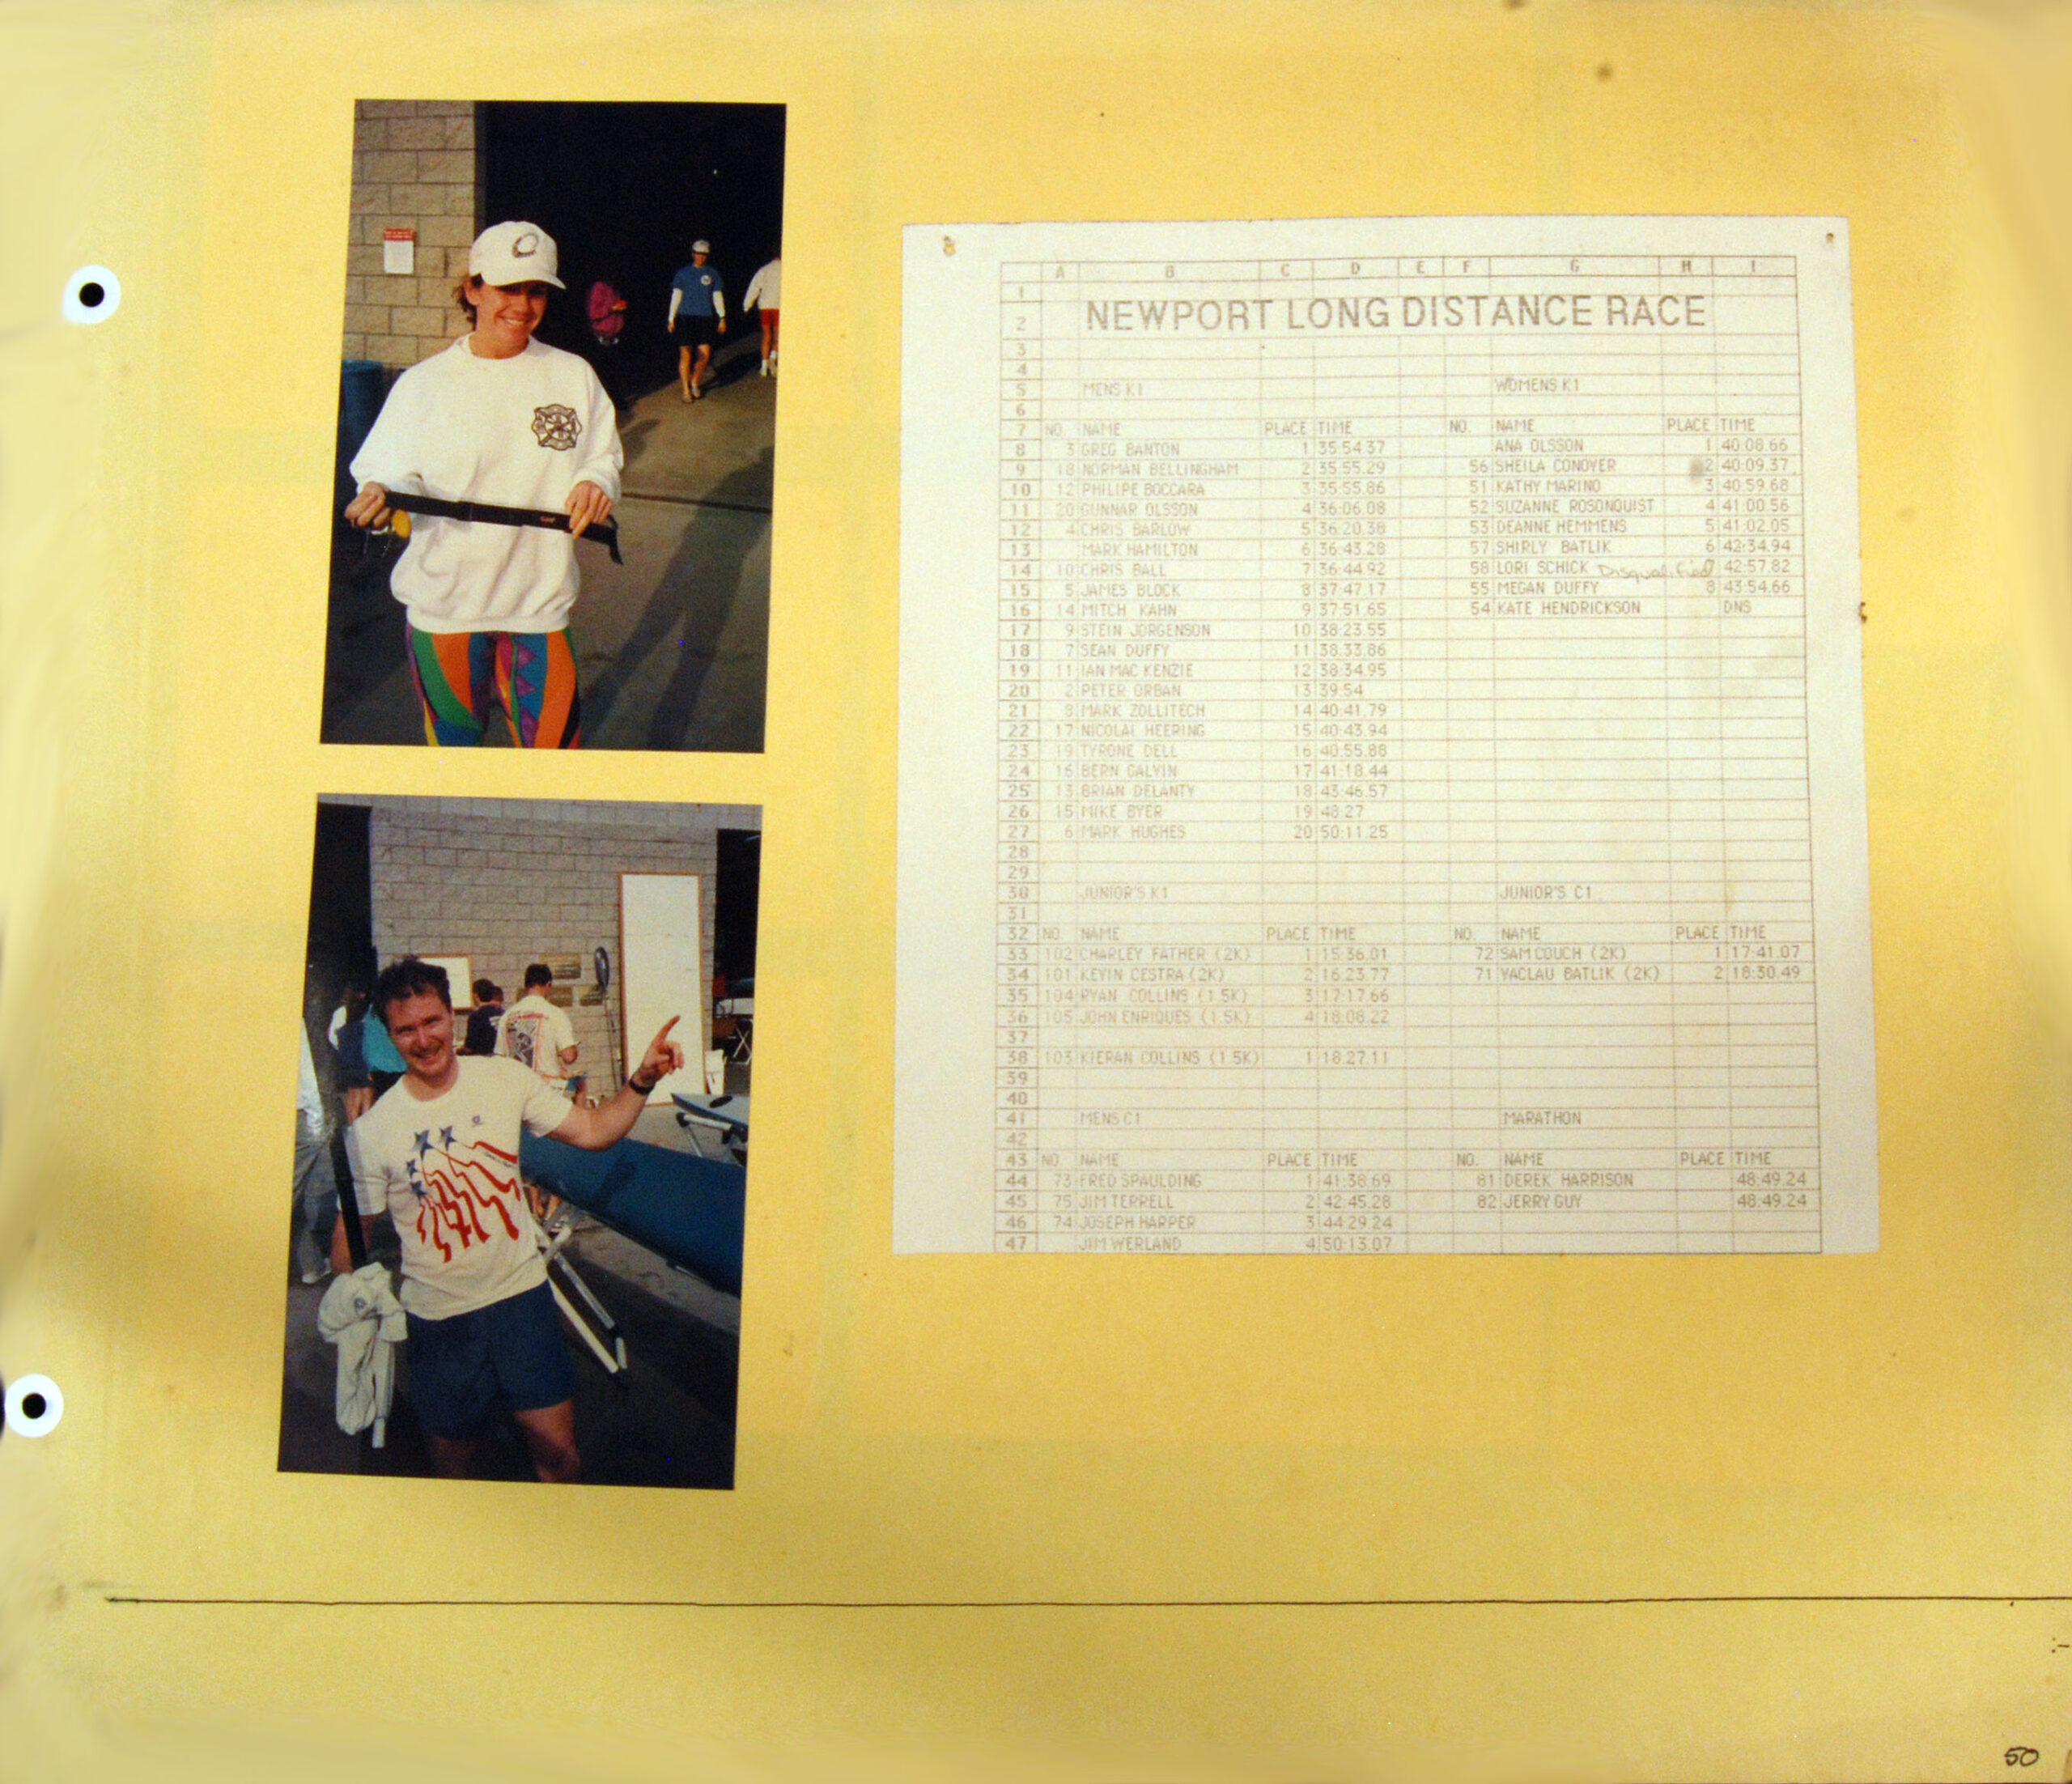 A B C D E F G H I
1
2 NEWPORT LONG DISTANCE RACE
3
4
5 MENS K1 WOMENS K1
6
7 NO. NAME PLACE TIME NO. NAME PLACE TIME
8 3 GREG BANTON 1 35:54.37 ANA OLSSON 1 40:08.66
9 18 NORMAN BELLINGHAM 2 35:55.29 56 SHEILA CONOVER 2 40:09.37
10 12 PHILIPE BOCCARA 3 35:55.86 51 KATHY MARINO 3 40:59.68
11 20 GUNNAR OLSSON 4 36:06.08 52 SUZANNE ROSONQUIST 4 41:00.56
12 4 CHRIS BARLOW 5 36:20.38 53 DEANNE HEMMENS 5 41:02.05
13 MARK HAMILTON 6 36:43.28 57 SHIRLY BATLIK 6 42:34.94
14 10 CHRIS BALL 7 36:44.92 58 LORI SCHICK Disqualified 7 42:57.82
15 5 JAMES BLOCK 8 37:47.17 55 MEGAN DUFFY 8 43:54.66
16 14 MITCH KAHN 9 37:51.65 54 KATE HENDRICKSON DNS
17 9 STEIN JORGENSON 10 38:23.55
18 7 SEAN DUFFY 11 38:33.86
19 11 IAN MAC KENZIE 12 38:34.95
20 2 PETER ORBAN 13 39:54
21 8 MARK ZOLLITECH 14 40:41.79
22 17 NICOLAI HEERING 15 40:43.94
23 19 TYRONE DELL 16 40:55.88
24 16 BERN GALVIN 17 41:18.44
25 13 BRIAN DELANTY 18 43:46.57
26 15 MIKE BYER 19 48:27
27 6 MARK HUGHES 20 50:11.25
28
29
30 JUNIOR'S K1 JUNIOR'S C1
31
32 NO. NAME PLACE TIME NO. NAME PLACE TIME
33 102 CHARLEY FATHER (2K) 1 15:36.01 72 SAM COUCH (2K) 1 17:41.07
34 101 KEVIN CESTRA (2K) 2 16:23.77 71 VACLAU BATLIK (2K) 2 18:30.49
35 104 RYAN COLLINS (1.5K) 3 17:17.66
36 105 JOHN ENRIQUES (1.5K) 4 18:08.22
37
38 103 KIERAN COLLINS (1.5K) 1 18:27.11
39
40
41 MENS C1 MARATHON
42
43 NO. NAME PLACE TIME NO. NAME PLACE TIME
44 73 FRED SPAULDING 1 41:38.69 81 DEREK HARRISON 48:49.24
45 75 JIM TERRELL 2 42:45.28 82 JERRY GUY 48:49.24
46 74 JOSEPH HARPER 3 44:29.24
47 JIM WERLAND 4 50:13.07
50